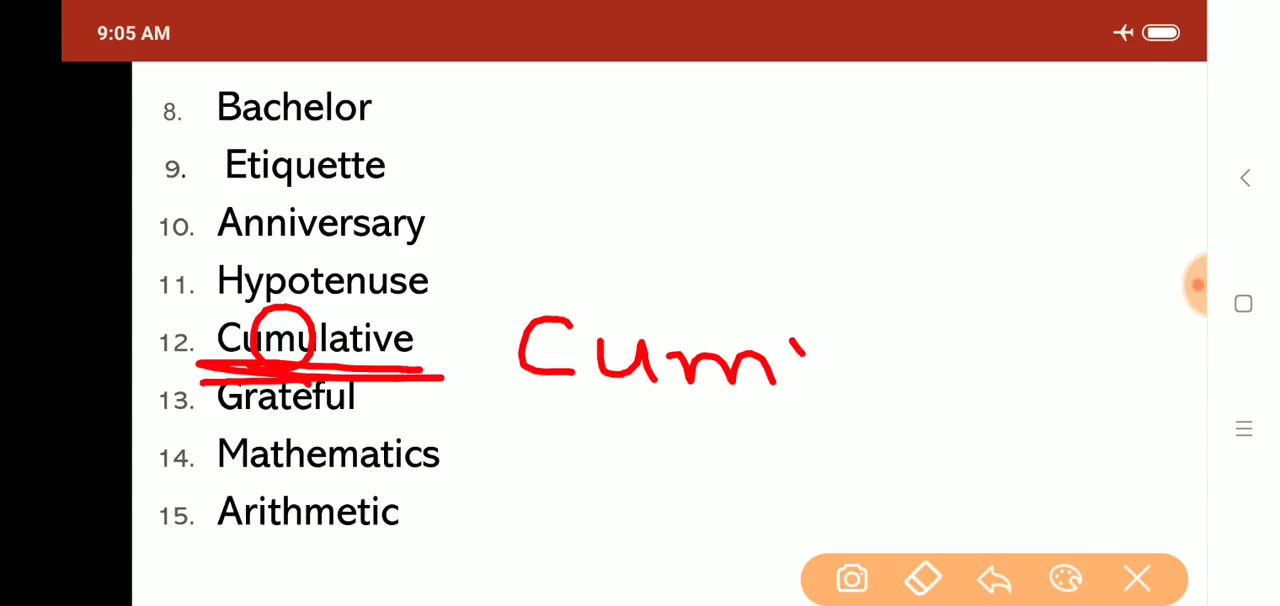 9:05 AM
8. Bachelor
9. Etiquette
10. Anniversary
11. Hypotenuse
12. Cumulative Cum
13. Grateful
14. Mathematics
15. Arithmetic